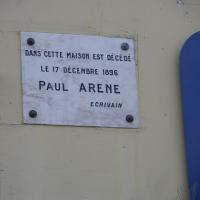 DANS CETTE MAISON EST DÉCÉDÉ
LE 17 DÉCEMBRE 1896
PAUL ARENE
ECRIVAIN